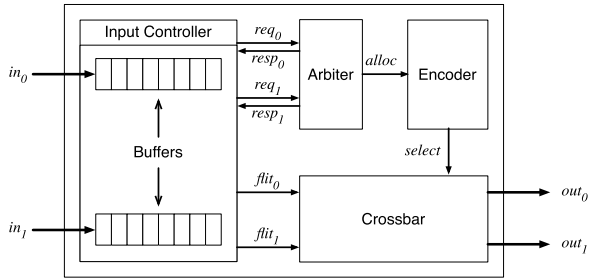 Input Controller
req0
resp0
in0
Arbiter
alloc
Encoder
req1
resp1
Buffers
select
flit0
out0
Crossbar
in1
flit1
out1